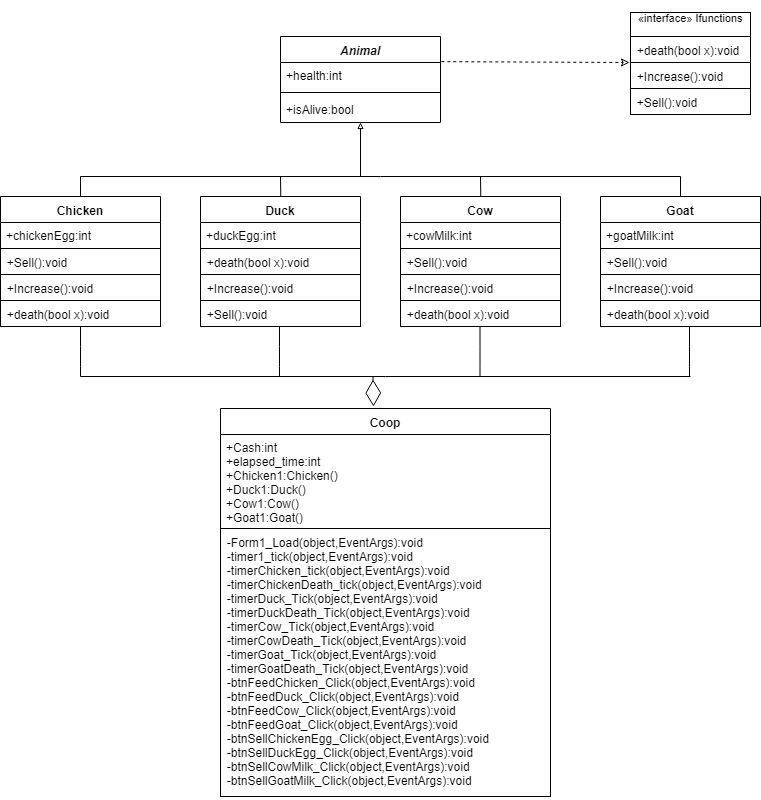 «interface» Ifunctions
+death(bool x):void
+Increase():void
+Sell():void
Animal
+health:int
+isAlive:bool
Chicken
+chickenEgg:int
+Sell():void
+Increase():void
+death(bool x):void
Duck
+duckEgg:int
+death(bool x):void
+Increase():void
+Sell():void
Cow
+cowMilk:int
+Sell():void
+Increase():void
+death(bool x):void
Goat
+goatMilk:int
+Sell():void
+Increase():void
+death(bool x):void
Coop
+Cash:int
+elapsed_time:int
+Chicken1:Chicken()
+Duck1:Duck()
+Cow1:Cow()
+Goat1:Goat()
-Form1_Load(object,EventArgs):void
-timer1_tick(object,EventArgs):void
-timerChicken_tick(object,EventArgs):void
-timerChickenDeath_tick(object,EventArgs):void
-timerDuck_Tick(object,EventArgs):void
-timerDuckDeath_Tick(object,EventArgs):void
-timerCow_Tick(object,EventArgs):void
-timerCowDeath_Tick(object,EventArgs):void
-timerGoat_Tick(object,EventArgs):void
-timerGoatDeath_Tick(object,EventArgs):void
-btnFeedChicken_Click(object,EventArgs):void
-btnFeedDuck_Click(object,EventArgs):void
-btnFeedCow_Click(object,EventArgs):void
-btnFeedGoat_Click(object,EventArgs):void
-btnSellChickenEgg_Click(object,EventArgs):void
-btnSellDuckEgg_Click(object,EventArgs):void
-btnSellCowMilk_Click(object,EventArgs):void
-btnSellGoatMilk_Click(object,EventArgs):void